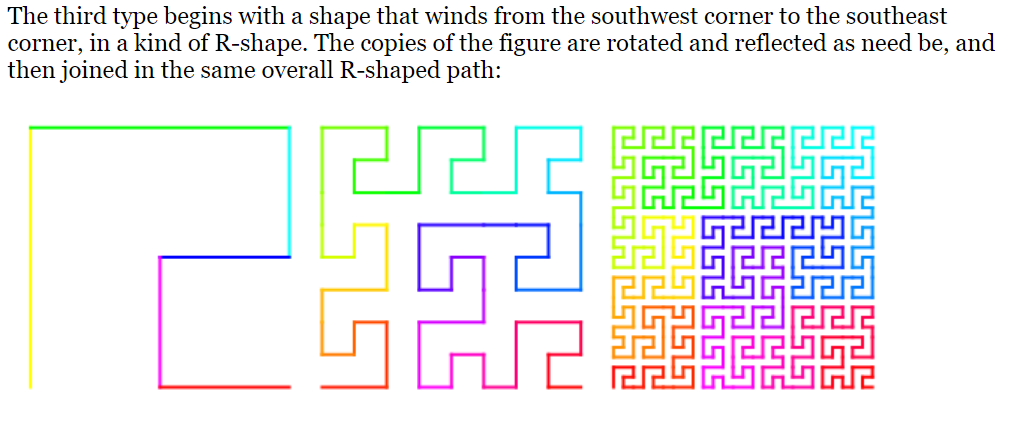 The third type begins with a shape that winds from the southwest corner to the southeast
corner, in a kind of R-shape. The copies of the figure are rotated and reflected as need be, and
then joined in the same overall R-shaped path: